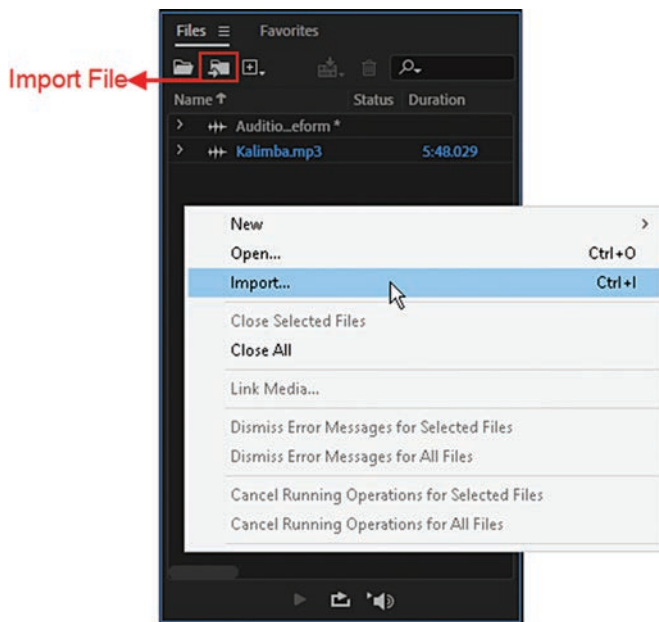 Files Favorites
Import File
Name Status Duration
Auditio...eform *
Kalimba.mp3 5:48.029
New
Open... Ctrl+O
Import... Ctrl+I
Close Selected Files
Close All
Link Media...
Dismiss Error Messages for Selected Files
Dismiss Error Messages for All Files
Cancel Running Operations for Selected Files
Cancel Running Operations for All Files